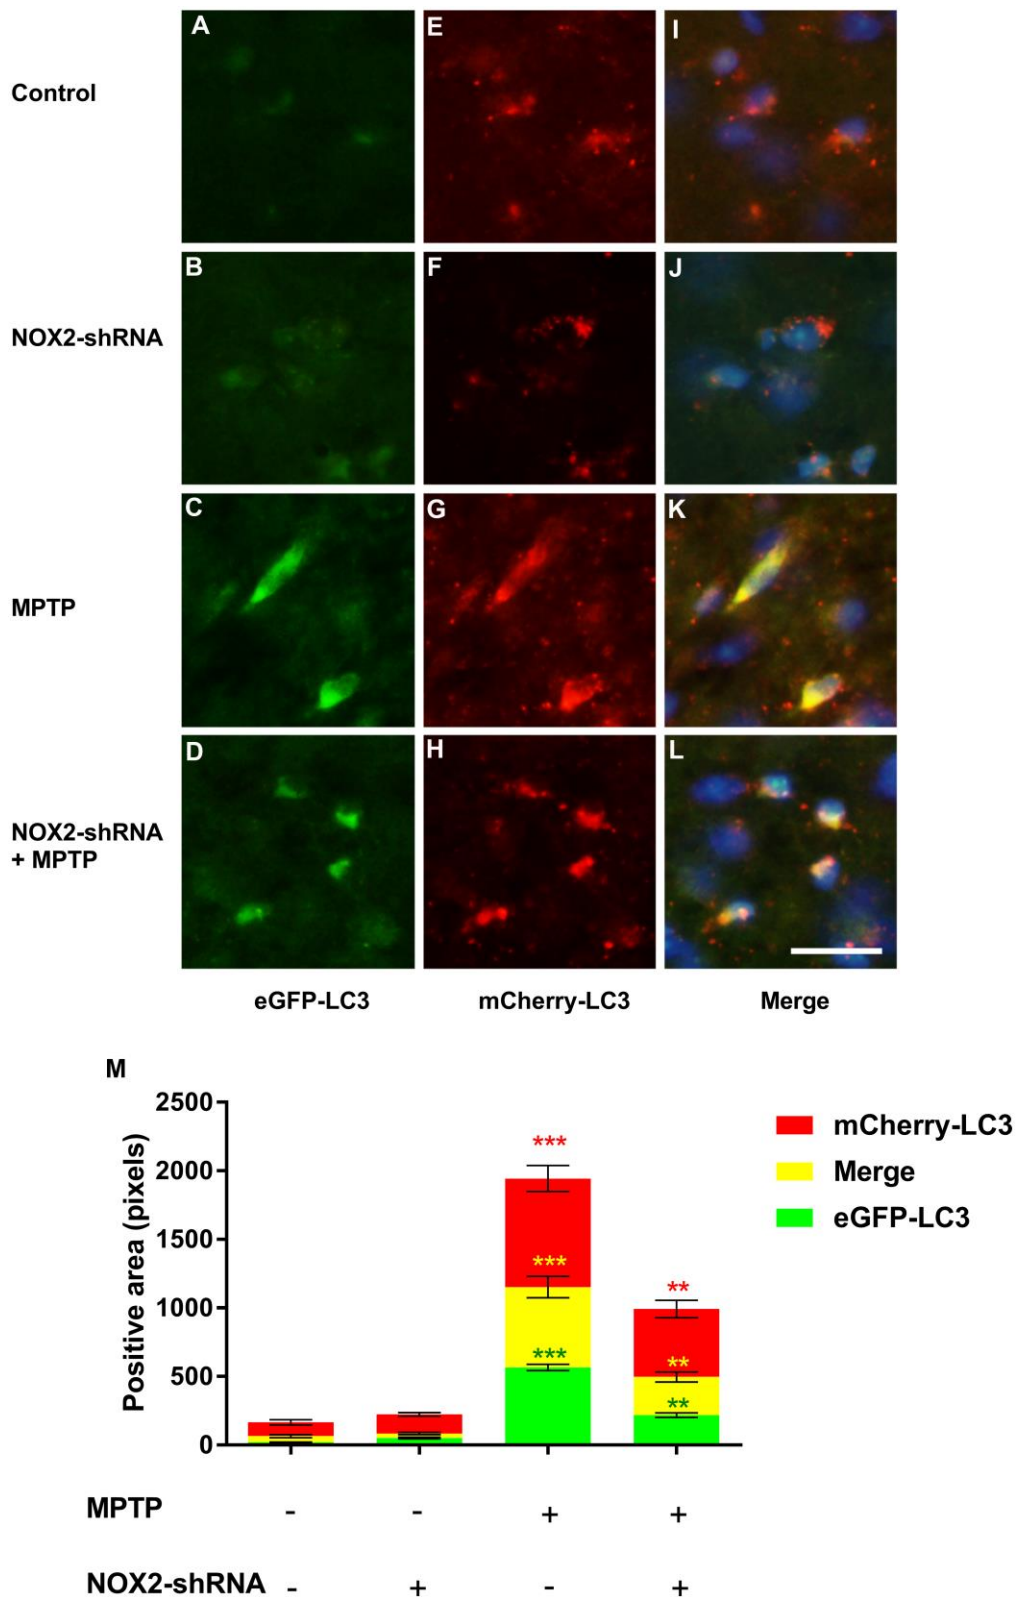 A
E
I
Control
B
F
J
NOX2-shRNA
C
G
K
MPTP
D
H
L
NOX2-shRNA
+ MPTP
eGFP-LC3
mCherry-LC3
Merge
M
Positive area (pixels)
2500
2000
1500
1000
500
0
***
***
***
**
**
**
mCherry-LC3
Merge
eGFP-LC3
MPTP - - + +
NOX2-shRNA - + - +